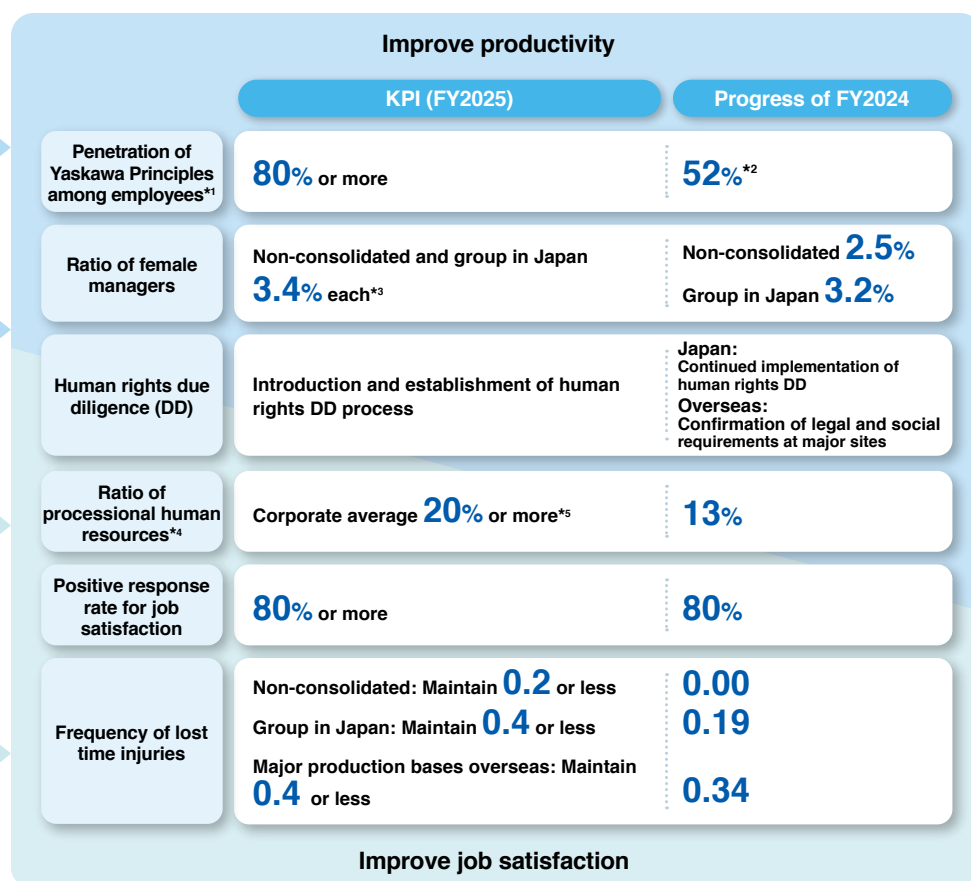 Improve productivity
KPI (FY2025)
Progress of FY2024
Penetration of
Yaskawa Principles
among employees*1
80% or more
52%*2
Ratio of female
managers
Non-consolidated and group in Japan
3.4% each*3
Non-consolidated 2.5%
Group in Japan 3.2%
Human rights due
diligence (DD)
Introduction and establishment of human
rights DD process
Japan:
Continued implementation of
human rights DD
Overseas:
Confirmation of legal and social
requirements at major sites
Ratio of
processional human
resources*4
Corporate average 20% or more*5
13%
Positive response
rate for job
satisfaction
80% or more
80%
Frequency of lost
time injuries
Non-consolidated: Maintain 0.2 or less
0.00
Group in Japan: Maintain 0.4 or less
0.19
Major production bases overseas: Maintain
0.4 or less
0.34
Improve job satisfaction